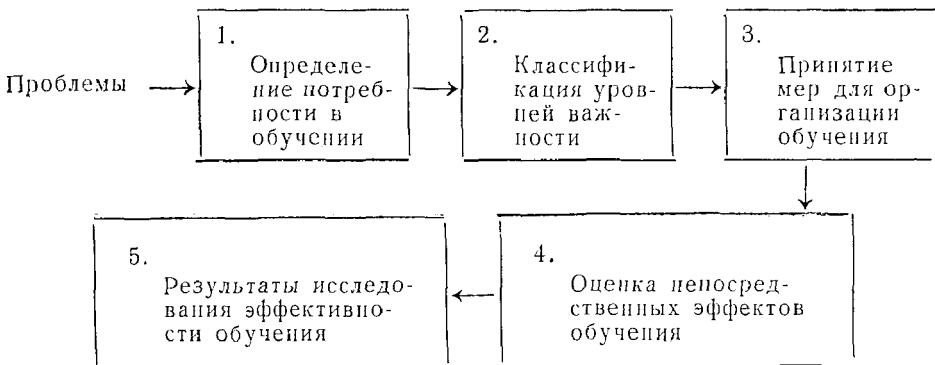 Проблемы
1.
Определе-
ние потреб-
ности в
обучении
2.
Классифи-
кация уров-
ней важ-
ности
3.
Принятие
мер для ор-
ганизации
обучения
4.
Оценка непосред-
ственных эффектов
обучения
5.
Результаты исследо-
вания эффективно-
сти обучения